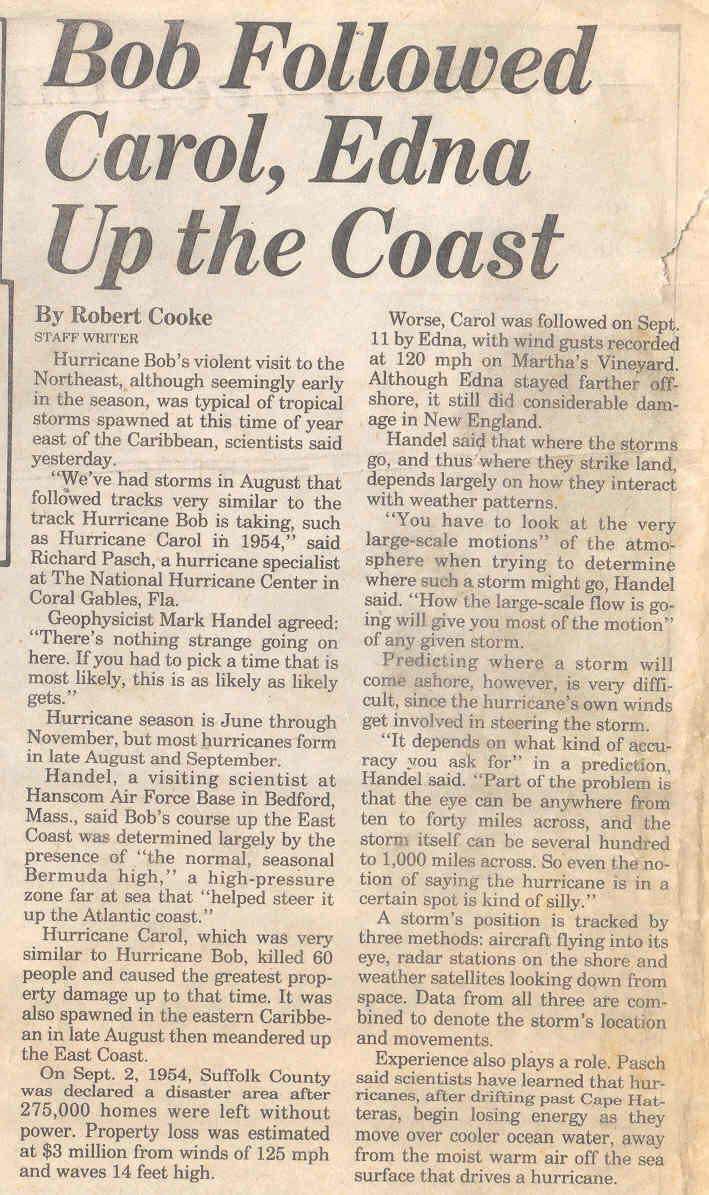 Bob Followed
Carol, Edna
Up the Coast
By Robert Cooke
STAFF WRITER
Hurricane Bob's violent visit to the
Northeast, although seemingly early
in the season, was typical of tropical
storms spawned at this time of year
east of the Caribbean, scientists said
yesterday.
"We've had storms in August that
followed tracks very similar to the
track Hurricane Bob is taking, such
as Hurricane Carol in 1954," said
Richard Pasch, a hurricane specialist
at The National Hurricane Center in
Coral Gables, Fla.
Geophysicist Mark Handel agreed:
"There's nothing strange going on
here. If you had to pick a time that is
most likely, this is as likely as likely
gets."
Hurricane season is June through
November, but most hurricanes form
in late August and September.
Handel, a visiting scientist at
Hanscom Air Force Base in Bedford,
Mass., said Bob's course up the East
Coast was determined largely by the
presence of "the normal, seasonal
Bermuda high," a high-pressure
zone far at sea that "helped steer it
up the Atlantic coast."
Hurricane Carol, which was very
similar to Hurricane Bob, killed 60
people and caused the greatest prop-
erty damage up to that time. It was
also spawned in the eastern Caribbe-
an in late August then meandered up
the East Coast.
On Sept. 2, 1954, Suffolk County
was declared a disaster area after
275,000 homes were left without
power. Property loss was estimated
at $3 million from winds of 125 mph
and waves 14 feet high.
Worse, Carol was followed on Sept.
11 by Edna, with wind gusts recorded
at 120 mph on Martha's Vineyard.
Although Edna stayed farther off-
shore, it still did considerable dam-
age in New England.
Handel said that where the storms
go, and thus where they strike land,
depends largely on how they interact
with weather patterns.
"You have to look at the very
large-scale motions" of the atmo-
sphere when trying to determine
where such a storm might go, Handel
said. "How the large-scale flow is go-
ing will give you most of the motion"
of any given storm.
Predicting where a storm will
come ashore, however, is very diffi-
cult, since the hurricane's own winds
get involved in steering the storm.
"It depends on what kind of accu-
racy you ask for" in a prediction,
Handel said. "Part of the problem is
that the eye can be anywhere from
ten to forty miles across, and the
storm itself can be several hundred
to 1,000 miles across. So even the no-
tion of saying the hurricane is in a
certain spot is kind of silly."
A storm's position is tracked by
three methods: aircraft flying into its
eye, radar stations on the shore and
weather satellites looking down from
space. Data from all three are com-
bined to denote the storm's location
and movements.
Experience also plays a role. Pasch
said scientists have learned that hur-
ricanes, after drifting past Cape Hat-
teras, begin losing energy as they
move over cooler ocean water, away
from the moist warm air off the sea
surface that drives a hurricane.